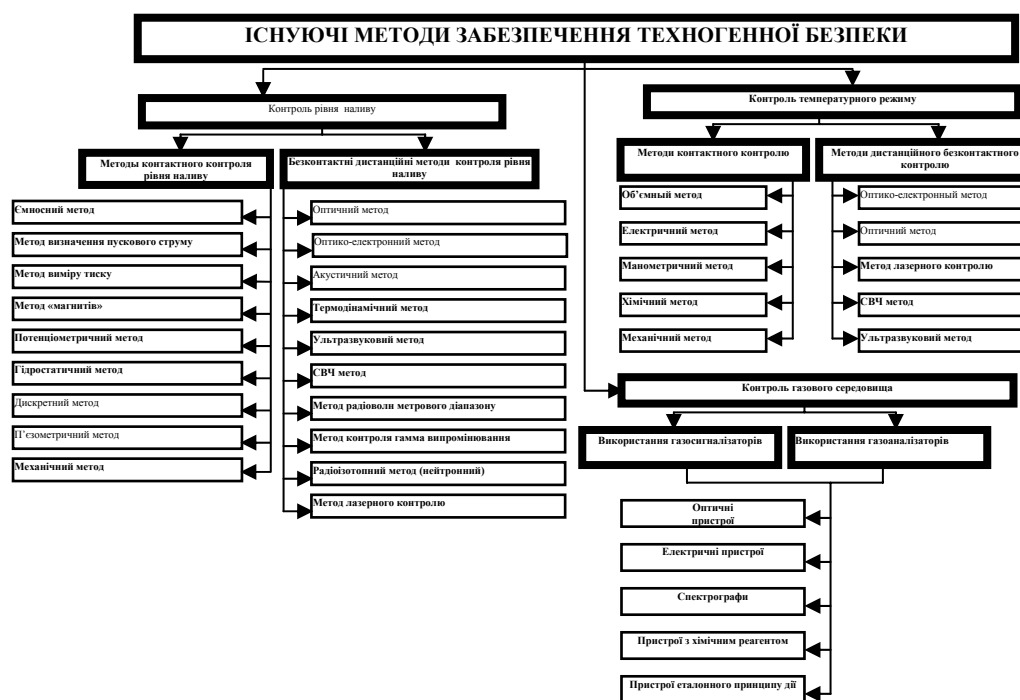 ІСНУЮЧІ МЕТОДИ ЗАБЕЗПЕЧЕННЯ ТЕХНОГЕННОЇ БЕЗПЕКИ
Контроль рівня наливу
Методы контактного контроля
рівня наливу
Безконтактні дистанційні методи контроля рівня
наливу
Ємносний метод
Метод визначення пускового струму
Метод виміру тиску
Метод «магнитів»
Потенціометричний метод
Гідростатичний метод
Дискретний метод
П'єзометричний метод
Механічний метод
Оптичний метод
Оптико-електронний метод
Акустичний метод
Термодінамічний метод
Ультразвуковий метод
СВЧ метод
Метод радіоволн метрового діапазону
Метод контроля гамма випромінювання
Радіоізотопний метод (нейтронний)
Метод лазерного контролю
Контроль температурного режиму
Методи контактного контролю
Методи дистанційного безконтактного
контролю
Об'ємный метод
Електричний метод
Манометричний метод
Хімічний метод
Механічний метод
Оптико-електронный метод
Оптичний метод
Метод лазерного контролю
СВЧ метод
Ультразвуковий метод
Контроль газового середовища
Використання газосигналізаторів
Використання газоаналізаторів
Оптичні
пристрої
Електричні пристрої
Спектрографи
Пристрої з хімічним реагентом
Пристрої еталонного принципу дії